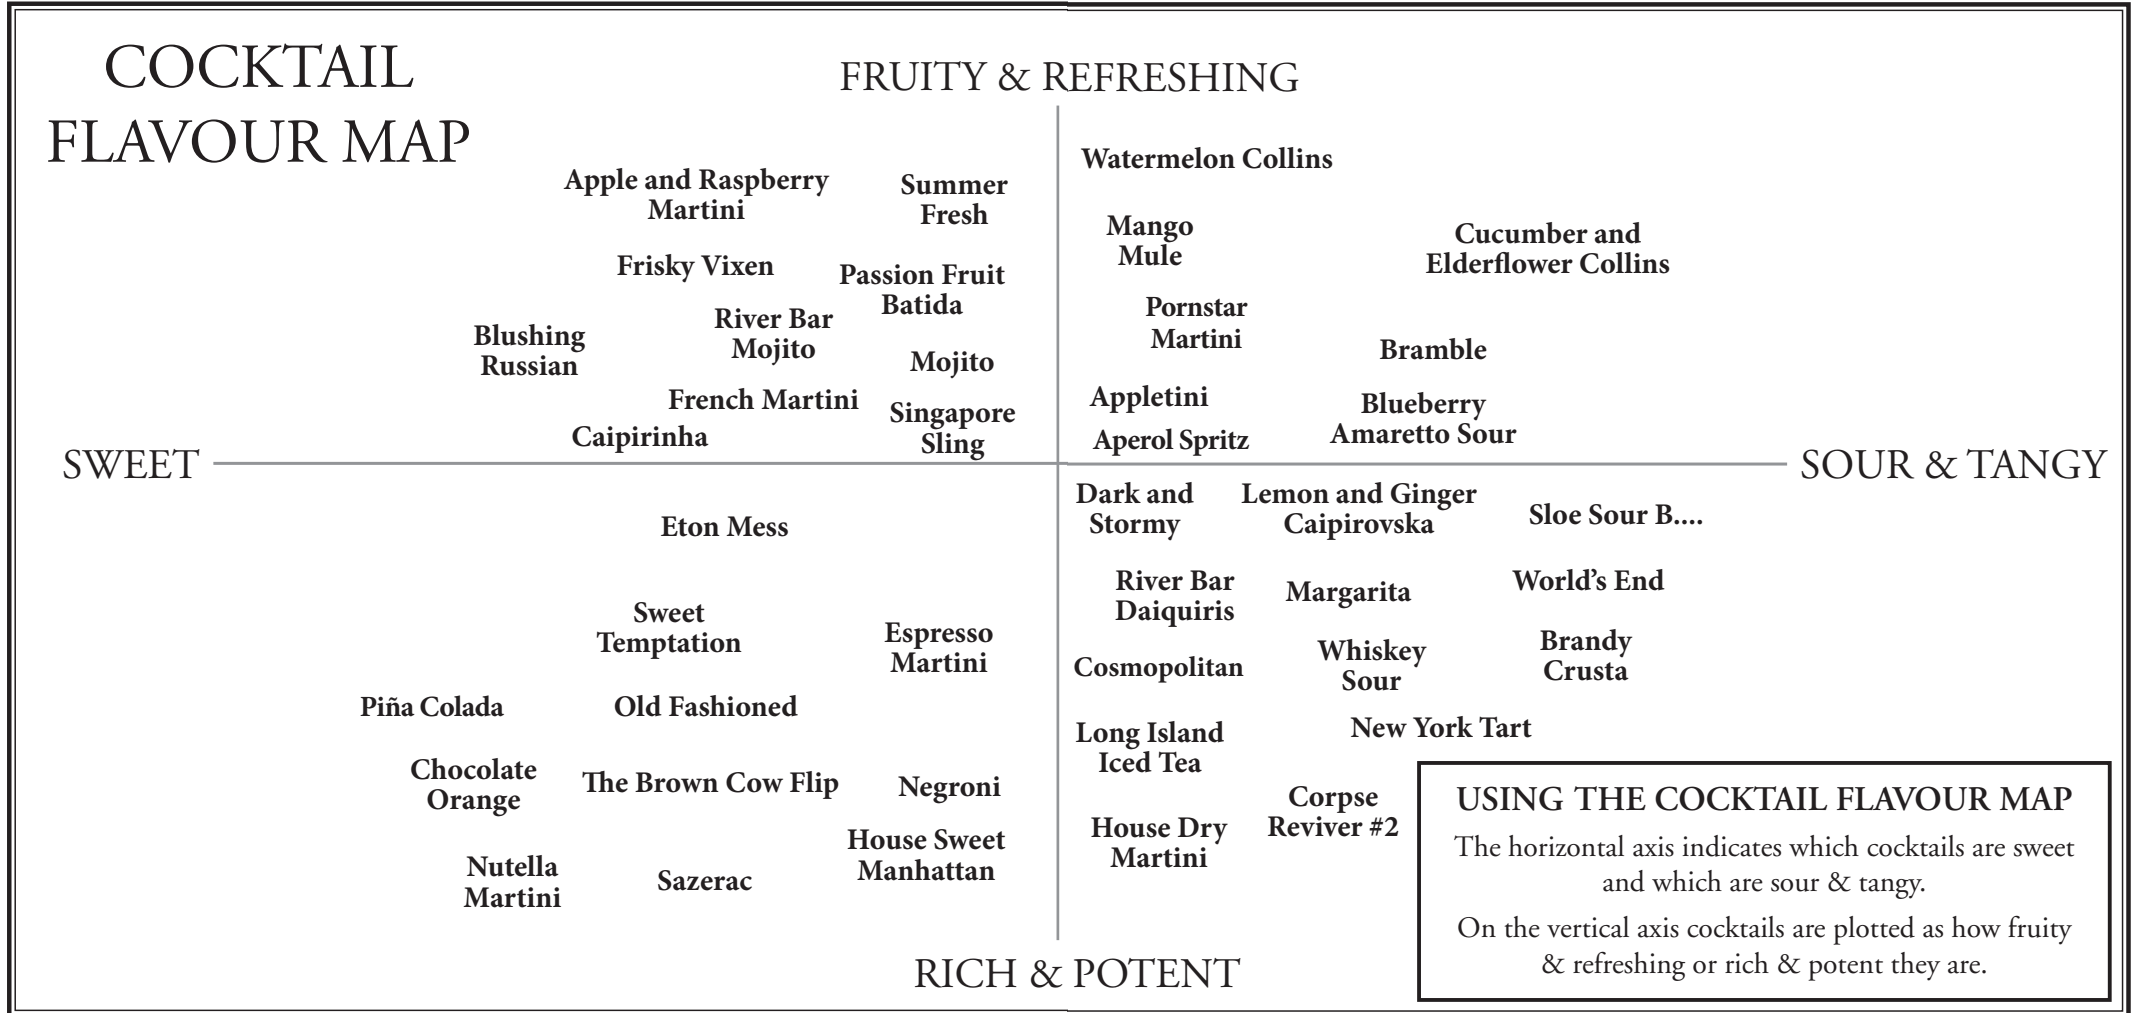 COCKTAIL
FLAVOUR MAP
FRUITY & REFRESHING
Apple and Raspberry
Martini
Summer
Fresh
Frisky Vixen
Passion Fruit
Batida
River Bar
Mojito
Blushing
Russian
Mojito
French Martini
Singapore
Sling
Caipirinha
Watermelon Collins
Mango
Mule
Cucumber and
Elderflower Collins
Pornstar
Martini
Bramble
Appletini
Blueberry
Amaretto Sour
Aperol Spritz
SWEET
SOUR & TANGY
Eton Mess
Sweet
Temptation
Espresso
Martini
Piña Colada
Old Fashioned
Chocolate
Orange
The Brown Cow Flip
Negroni
House Sweet
Manhattan
Nutella
Martini
Sazerac
Dark and
Stormy
Lemon and Ginger
Caipirovska
Sloe Sour B....
River Bar
Daiquiris
Margarita
World’s End
Cosmopolitan
Whiskey
Sour
Brandy
Crusta
Long Island
Iced Tea
New York Tart
House Dry
Martini
Corpse
Reviver #2
RICH & POTENT
USING THE COCKTAIL FLAVOUR MAP
The horizontal axis indicates which cocktails are sweet
and which are sour & tangy.
On the vertical axis cocktails are plotted as how fruity
& refreshing or rich & potent they are.